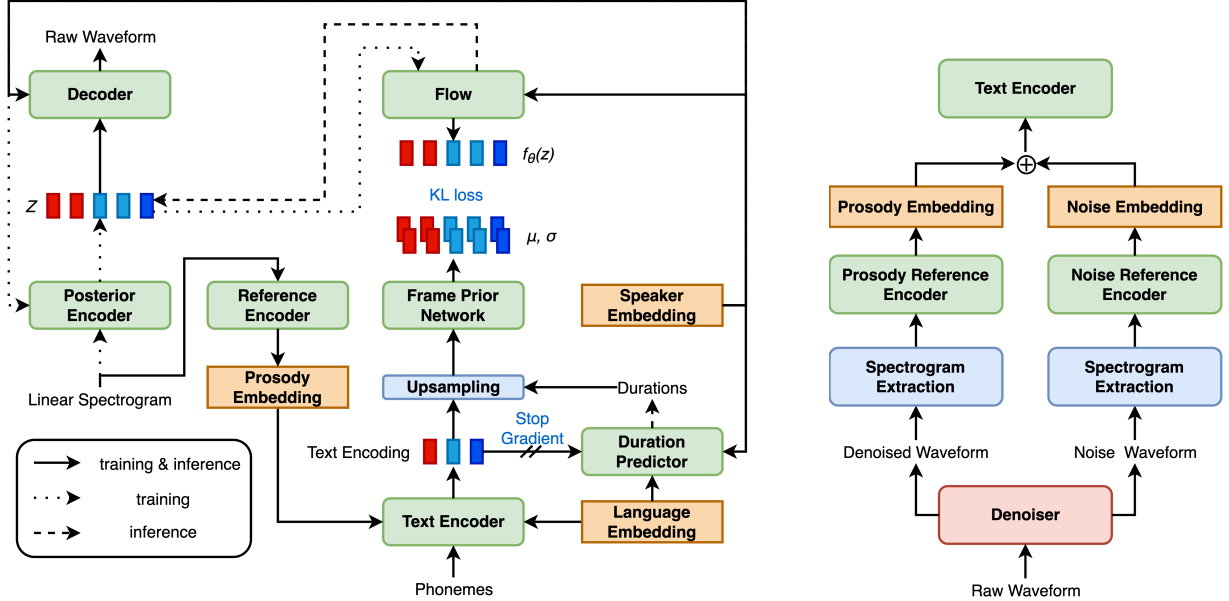 Raw Waveform
Decoder
Flow
fθ(z)
Z
KL loss
μ, σ
Posterior
Encoder
Reference
Encoder
Frame Prior
Network
Speaker
Embedding
Linear Spectrogram
Prosody
Embedding
Upsampling
Durations
Text Encoding
Stop
Gradient
Duration
Predictor
Text Encoder
Language
Embedding
Phonemes
training & inference
training
inference
Text Encoder
Prosody Embedding
Noise Embedding
Prosody Reference
Encoder
Noise Reference
Encoder
Spectrogram
Extraction
Spectrogram
Extraction
Denoised Waveform
Noise Waveform
Denoiser
Raw Waveform